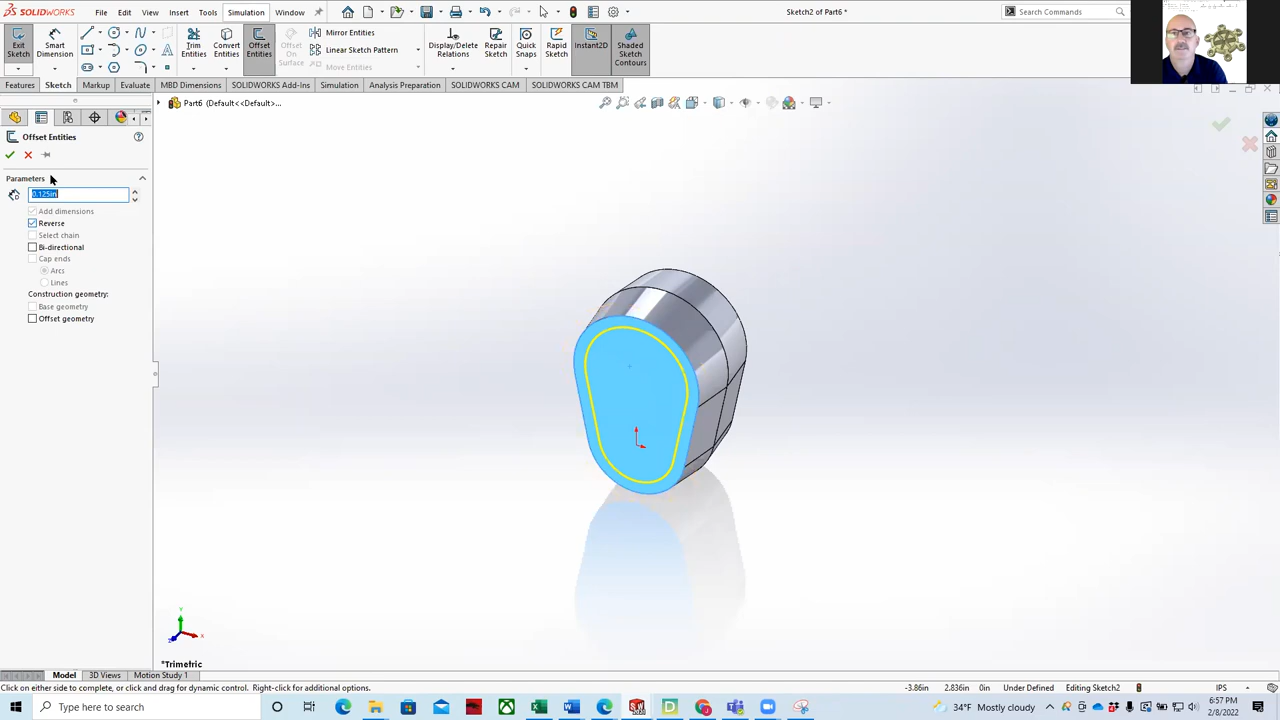 SOLIDWORKS File Edit View Insert Tools Simulation Window Sketch2 of Part6 * Search Commands
Exit Sketch
Smart Dimension
Trim Entities
Convert Entities
Offset Entities
Offset On Surface
Mirror Entities
Linear Sketch Pattern
Move Entities
Display/Delete Relations
Repair Sketch
Quick Snaps
Rapid Sketch
Instant2D
Shaded Sketch Contours
Features Sketch Markup Evaluate MBD Dimensions SOLIDWORKS Add-Ins Simulation Analysis Preparation SOLIDWORKS CAM SOLIDWORKS CAM TBM
Part6 (Default<<Default>...
Offset Entities
Parameters
0.125in
Add dimensions
Reverse
Select chain
Bi-directional
Cap ends
Arcs
Lines
Construction geometry:
Base geometry
Offset geometry
Y
X
Z
*Trimetric
Model 3D Views Motion Study 1
Click on either side to complete, or click and drag for dynamic control. Right-click for additional options. -3.86in 2.836in 0in Under Defined Editing Sketch2 IPS
Type here to search
34°F Mostly cloudy
6:57 PM
2/8/2022